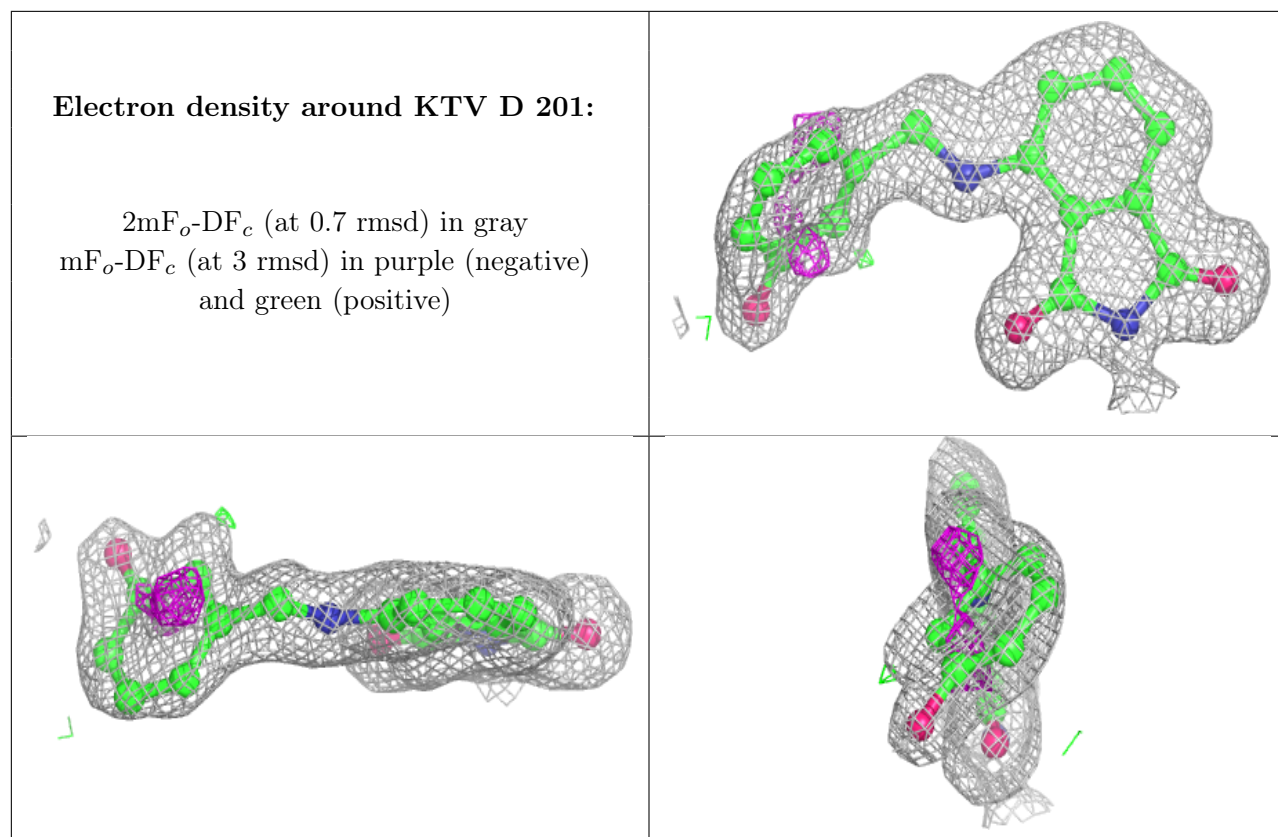 Electron density around KTV D 201:
2mFo-DFc (at 0.7 rmsd) in gray
mFo-DFc (at 3 rmsd) in purple (negative)
and green (positive)